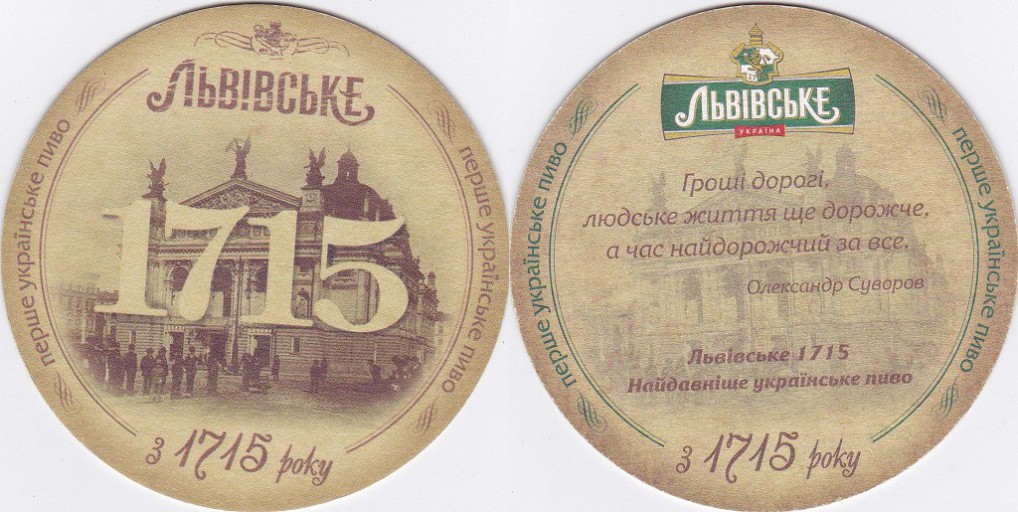 ЛЬВІВСЬКЕ
1715
перше українське пиво
перше українське пиво
з 1715 року
ЛЬВІВСЬКЕ
УКРАЇНА
Гроші дорогі,
людське життя ще дорожче,
а час найдорожчий за все.
Олександр Суворов
Львівське 1715
Найдавніше українське пиво
перше українське пиво
перше українське пиво
з 1715 року